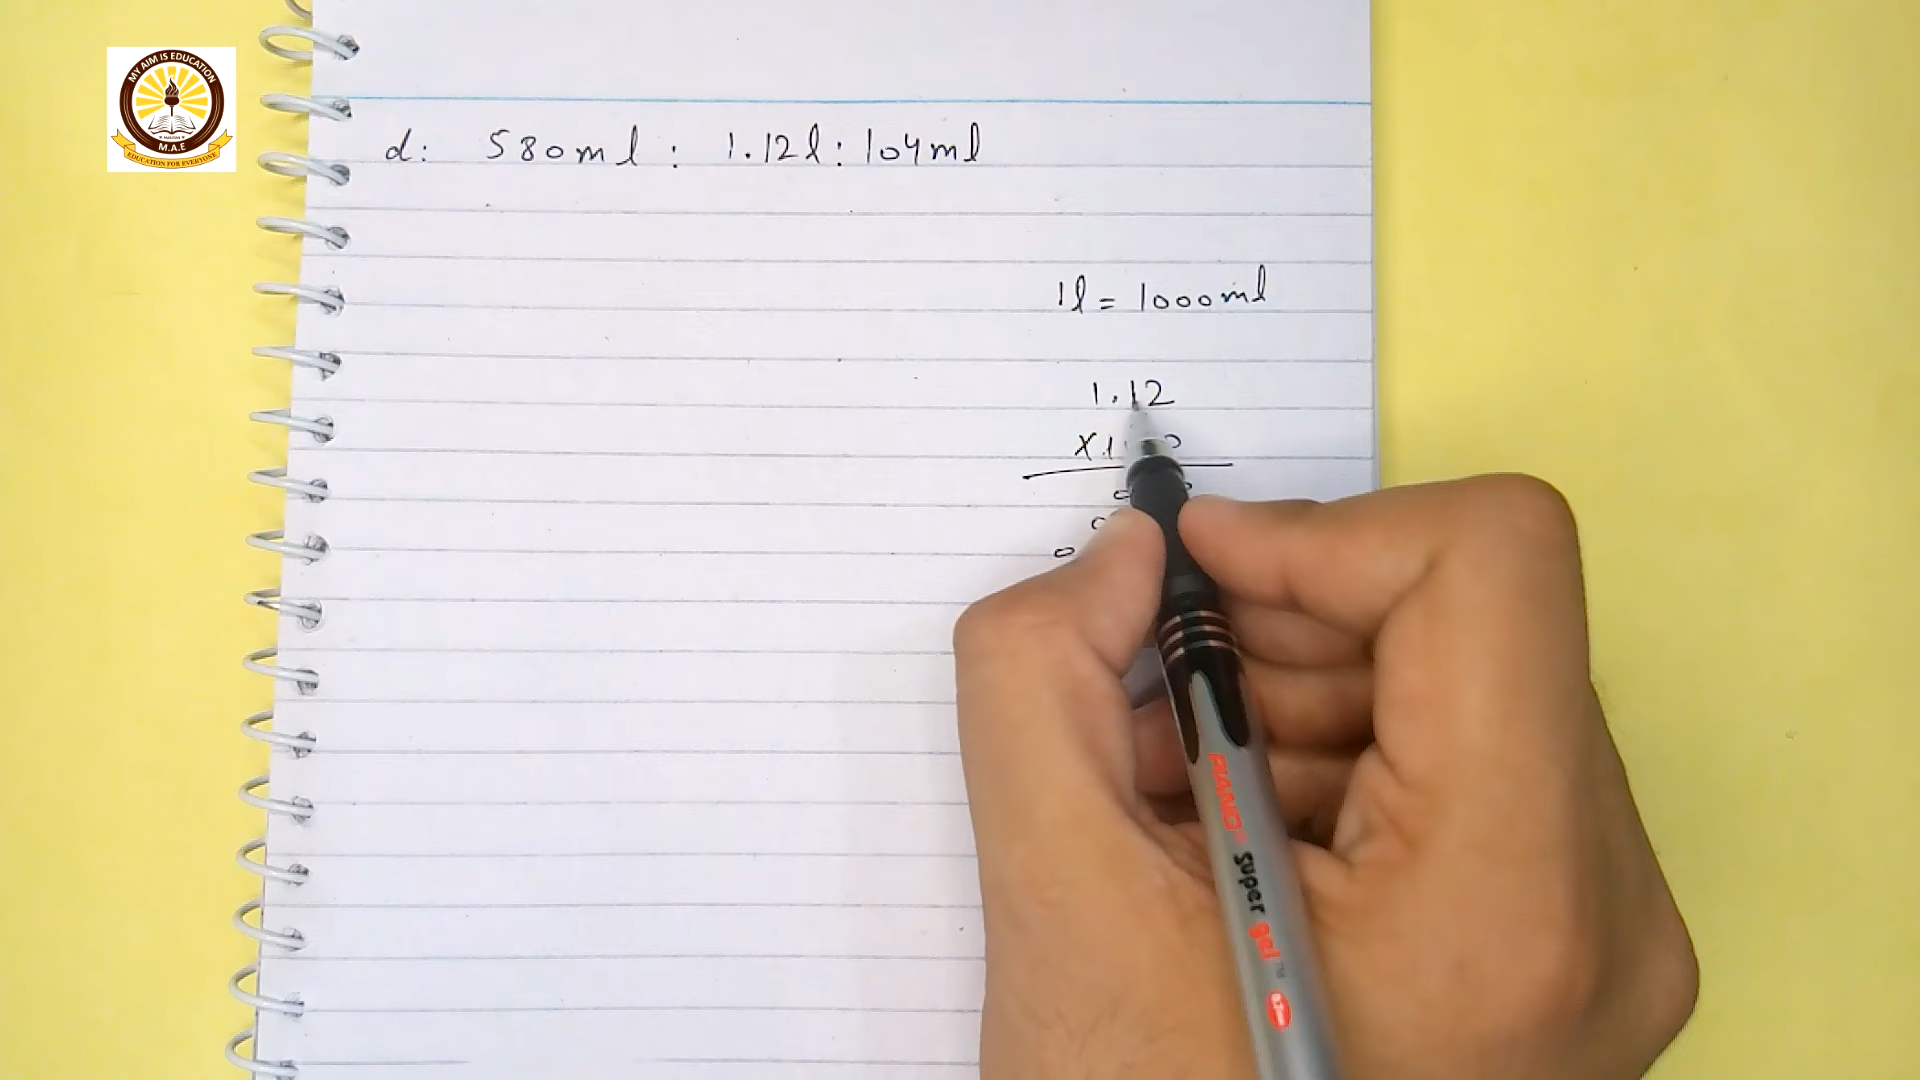 MY AIM IS EDUCATION
M.A.E
EDUCATION FOR EVERYONE
d: 580ml : 1.12l : 104ml
1l = 1000ml
1.12
PIANO Super gel